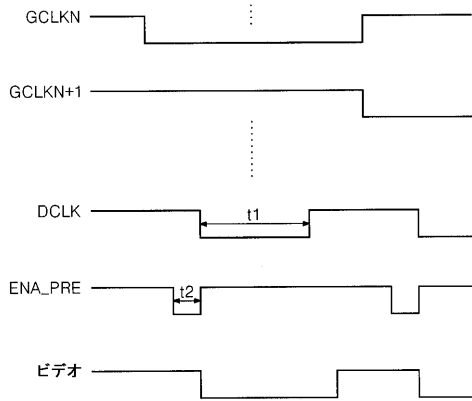 GCLKN
GCLKN+1
DCLK
t1
ENA_PRE
t2
ビデオ